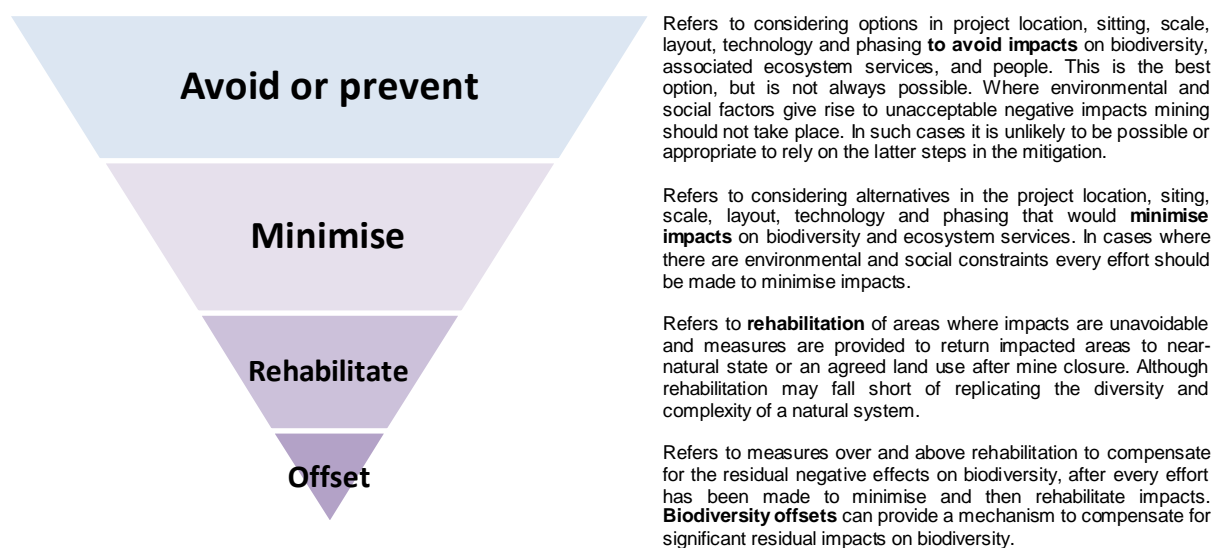 Avoid or prevent
Refers to considering options in project location, sitting, scale,
layout, technology and phasing to avoid impacts on biodiversity,
associated ecosystem services, and people. This is the best
option, but is not always possible. Where environmental and
social factors give rise to unacceptable negative impacts mining
should not take place. In such cases it is unlikely to be possible or
appropriate to rely on the latter steps in the mitigation.
Minimise
Refers to considering alternatives in the project location, siting,
scale, layout, technology and phasing that would minimise
impacts on biodiversity and ecosystem services. In cases where
there are environmental and social constraints every effort should
be made to minimise impacts.
Rehabilitate
Refers to rehabilitation of areas where impacts are unavoidable
and measures are provided to return impacted areas to near-
natural state or an agreed land use after mine closure. Although
rehabilitation may fall short of replicating the diversity and
complexity of a natural system.
Offset
Refers to measures over and above rehabilitation to compensate
for the residual negative effects on biodiversity, after every effort
has been made to minimise and then rehabilitate impacts.
Biodiversity offsets can provide a mechanism to compensate for
significant residual impacts on biodiversity.